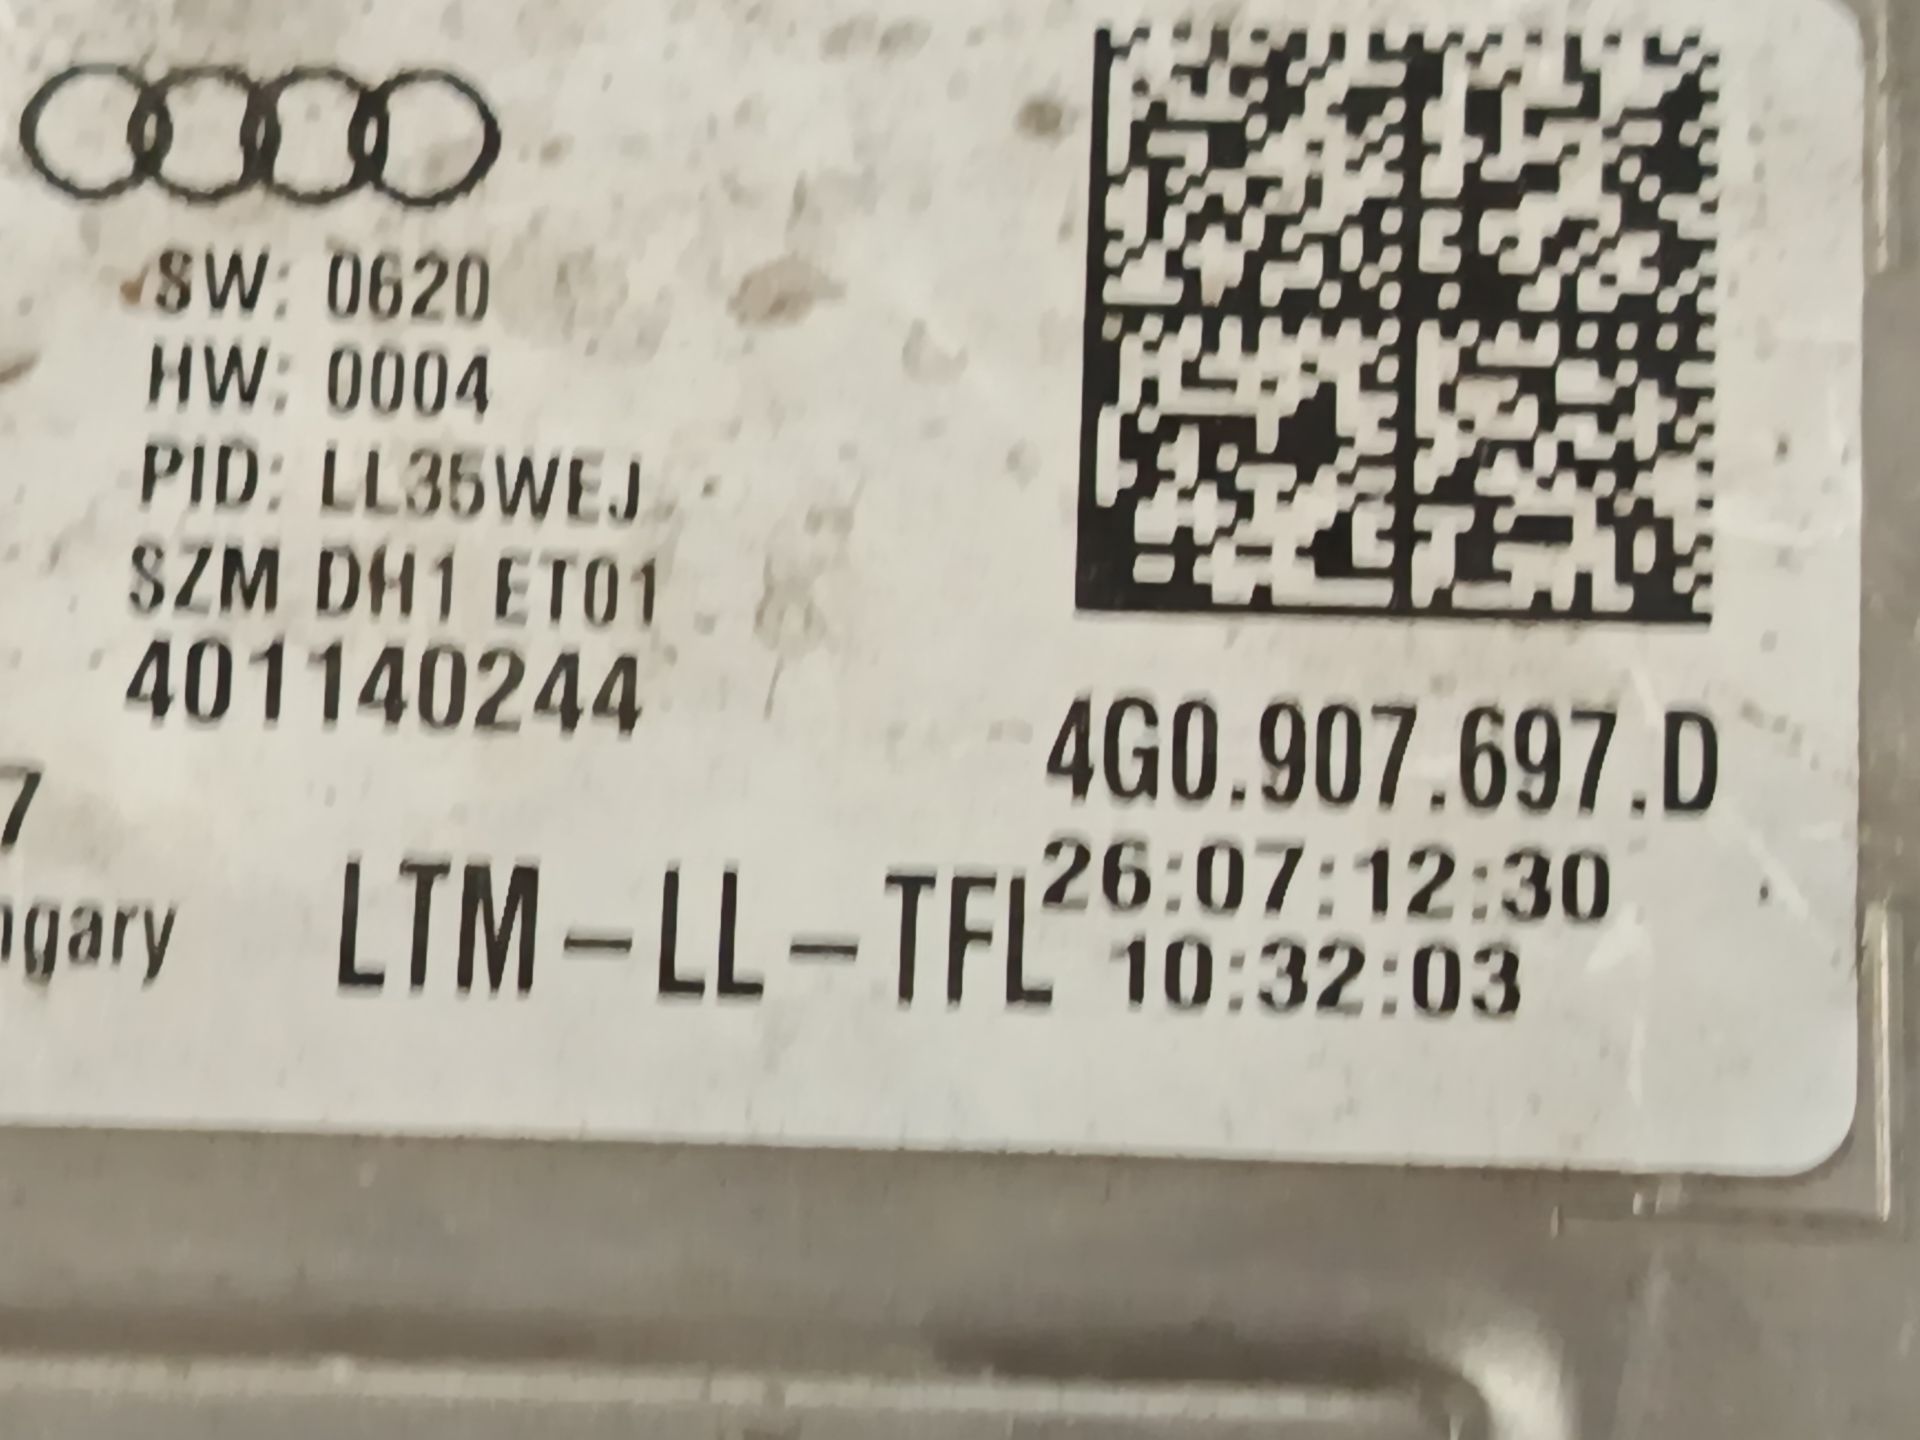 SW: 0620
HW: 0004
PID: LL35WEJ
SZM DH1 ET01
401140244
4G0.907.697.D
7
26:07:12:30
LTM-LL-TFL
10:32:03